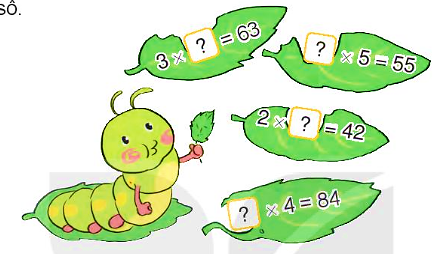 số.
3 × ? = 63
? × 5 = 55
2 × ? = 42
? × 4 = 84